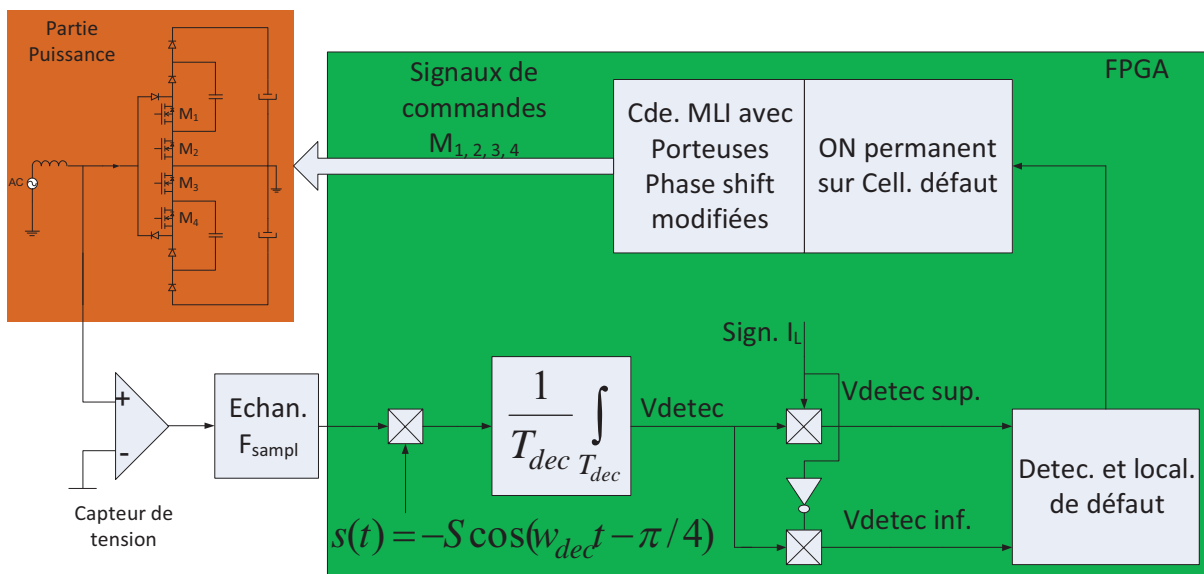 Partie
Puissance
M1
M2
M3
M4
AC
Signaux de
commandes
M1, 2, 3, 4
FPGA
Cde. MLI avec
Porteuses
Phase shift
modifiées
ON permanent
sur Cell. défaut
Sign. IL
+
-
Capteur de
tension
Echan.
Fsampl
1
Tdec
∫
Tdec
Vdetec
Vdetec sup.
Vdetec inf.
Detec. et local.
de défaut
s(t) = −S cos(wdect − π/4)